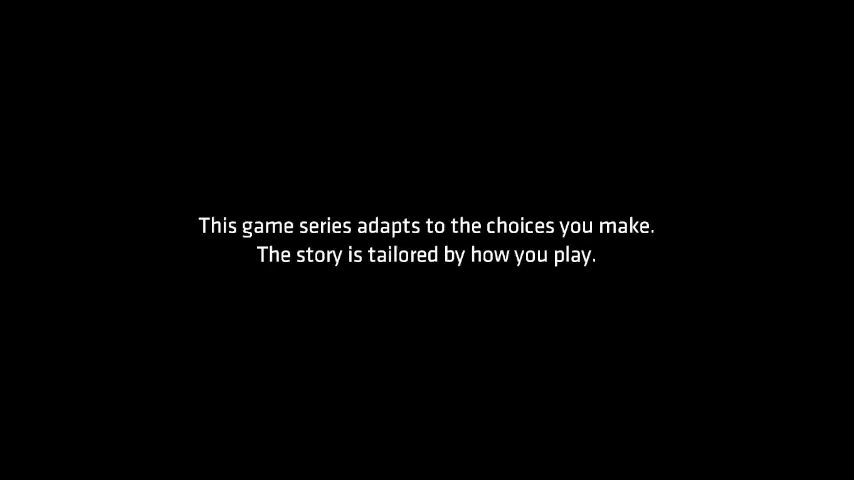 This game series adapts to the choices you make.
The story is tailored by how you play.